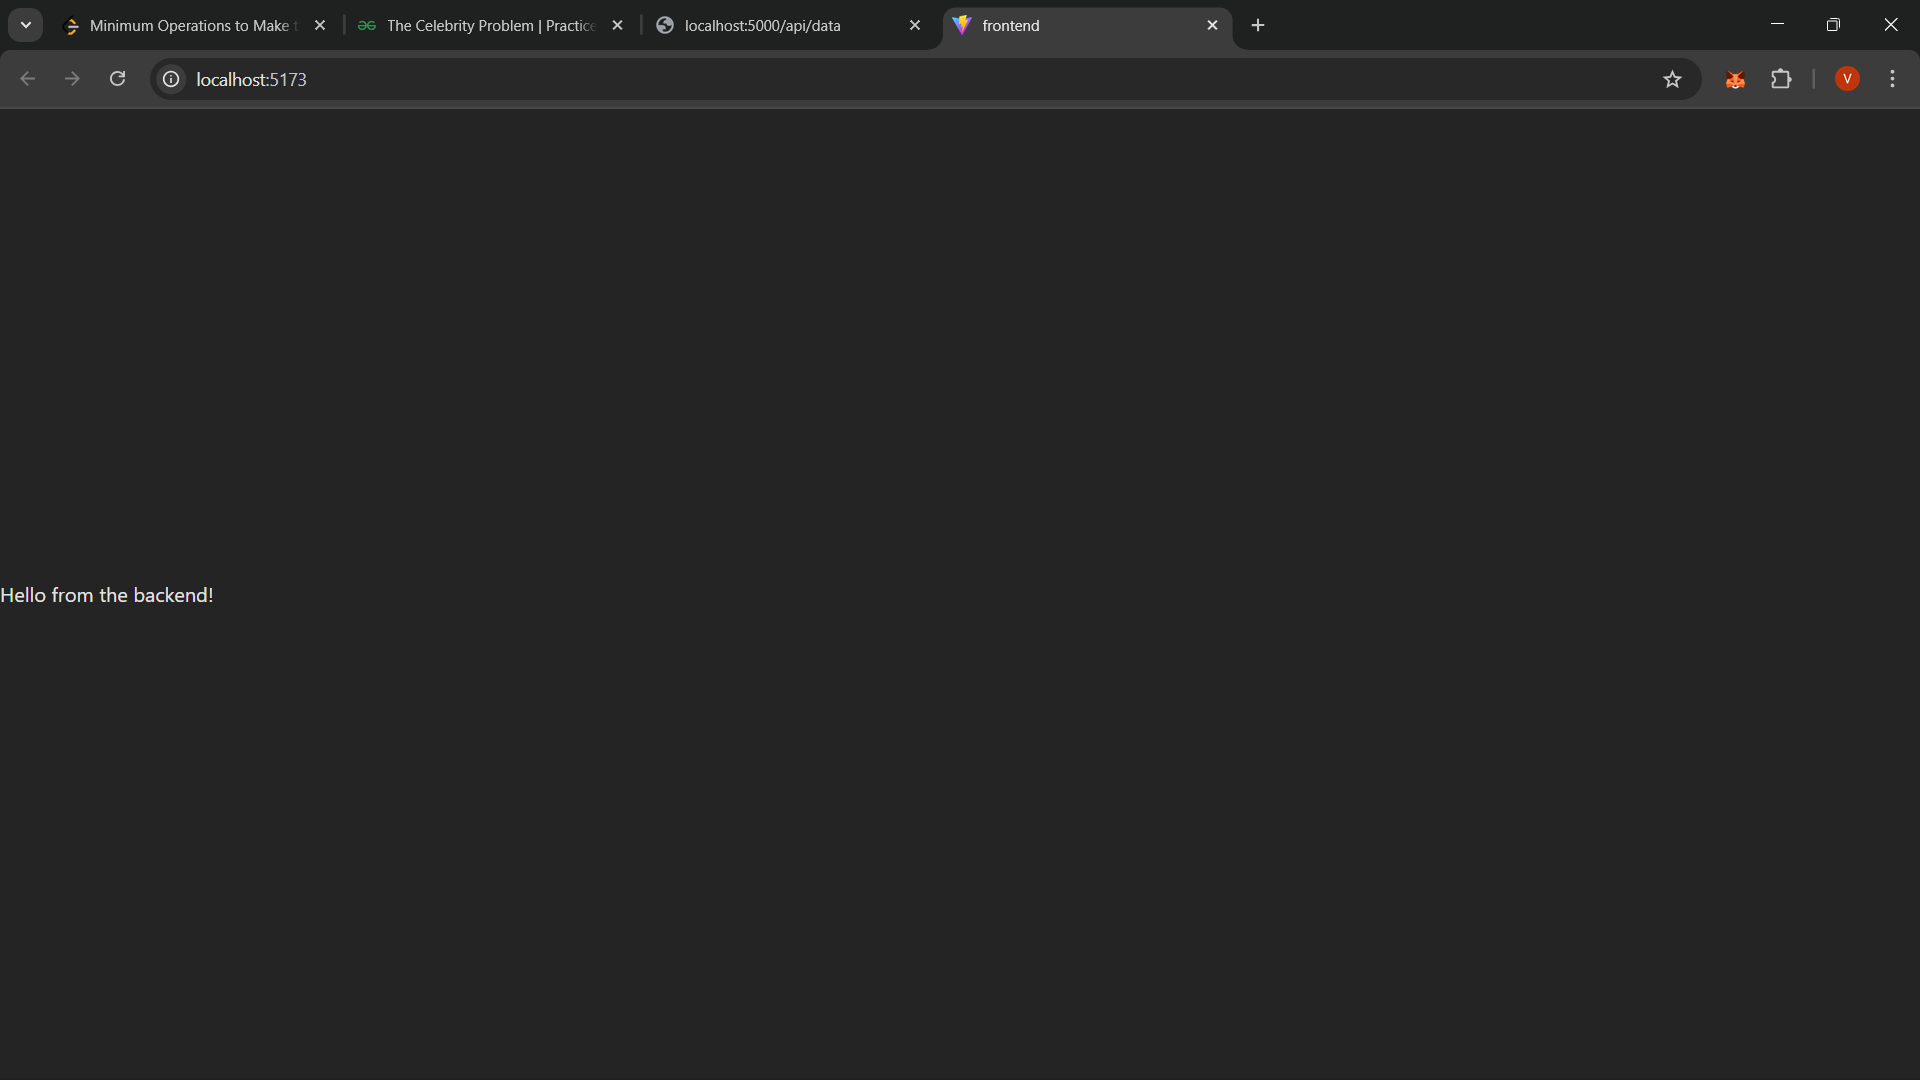 Minimum Operations to Make
The Celebrity Problem | Practice
localhost:5000/api/data
frontend
localhost:5173
V
Hello from the backend!